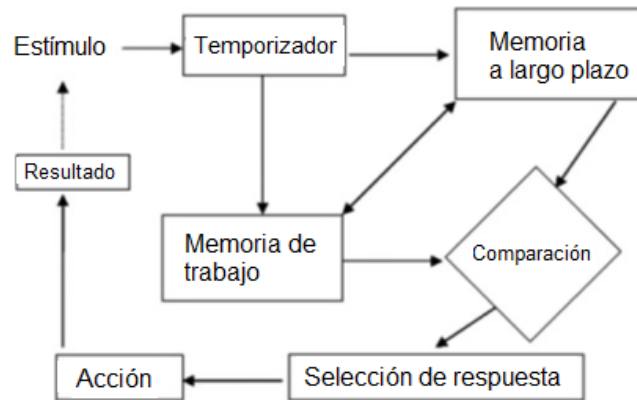 Estímulo
Temporizador
Memoria
a largo plazo
Resultado
Memoria de
trabajo
Comparación
Acción
Selección de respuesta